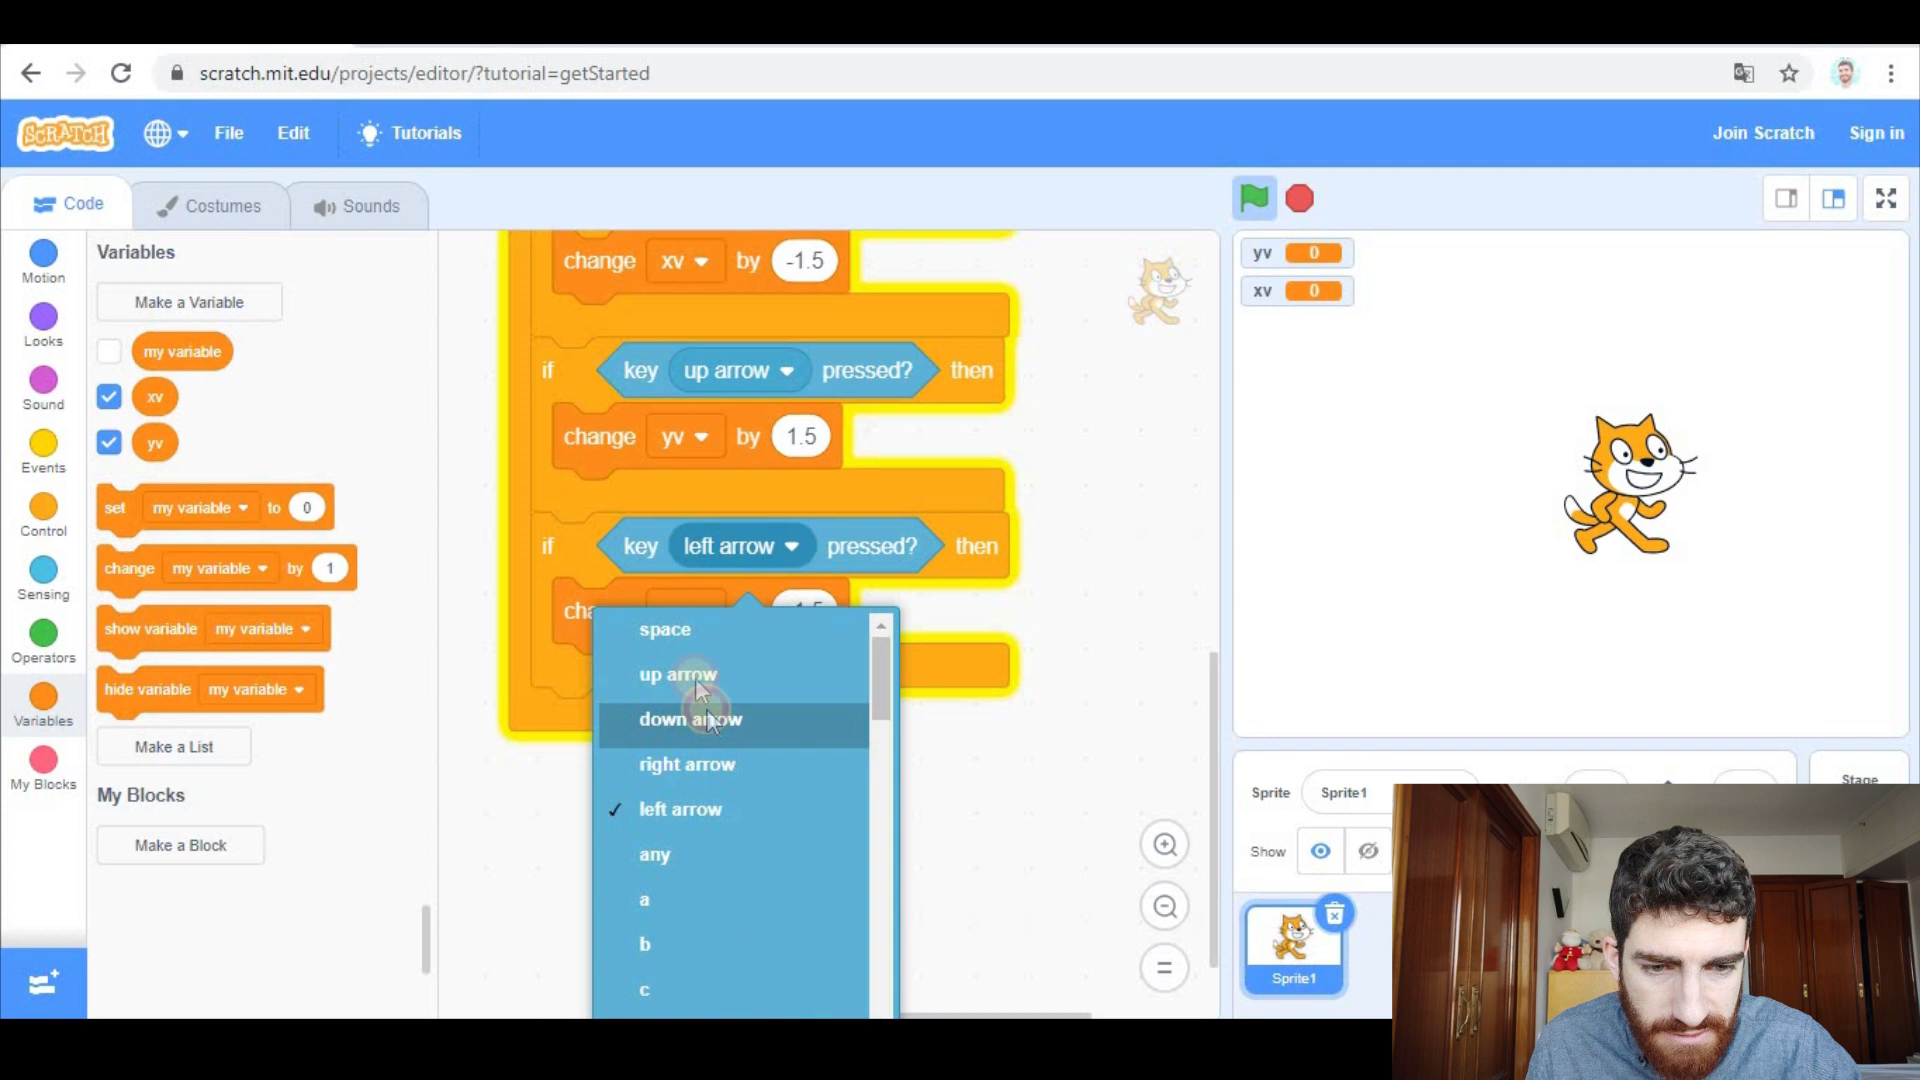 scratch.mit.edu/projects/editor/?tutorial=getStarted
SCRATCH File Edit Tutorials Join Scratch Sign in
Code Costumes Sounds
Motion
Looks
Sound
Events
Control
Sensing
Operators
Variables
My Blocks
Variables
Make a Variable
my variable
xv
yv
set my variable to 0
change my variable by 1
show variable my variable
hide variable my variable
Make a List
My Blocks
Make a Block
change xv by -1.5
if key up arrow pressed? then
change yv by 1.5
if key left arrow pressed? then
space
up arrow
down arrow
right arrow
left arrow
any
a
b
c
yv 0
xv 0
Sprite Sprite1
Show
Sprite1
Stage